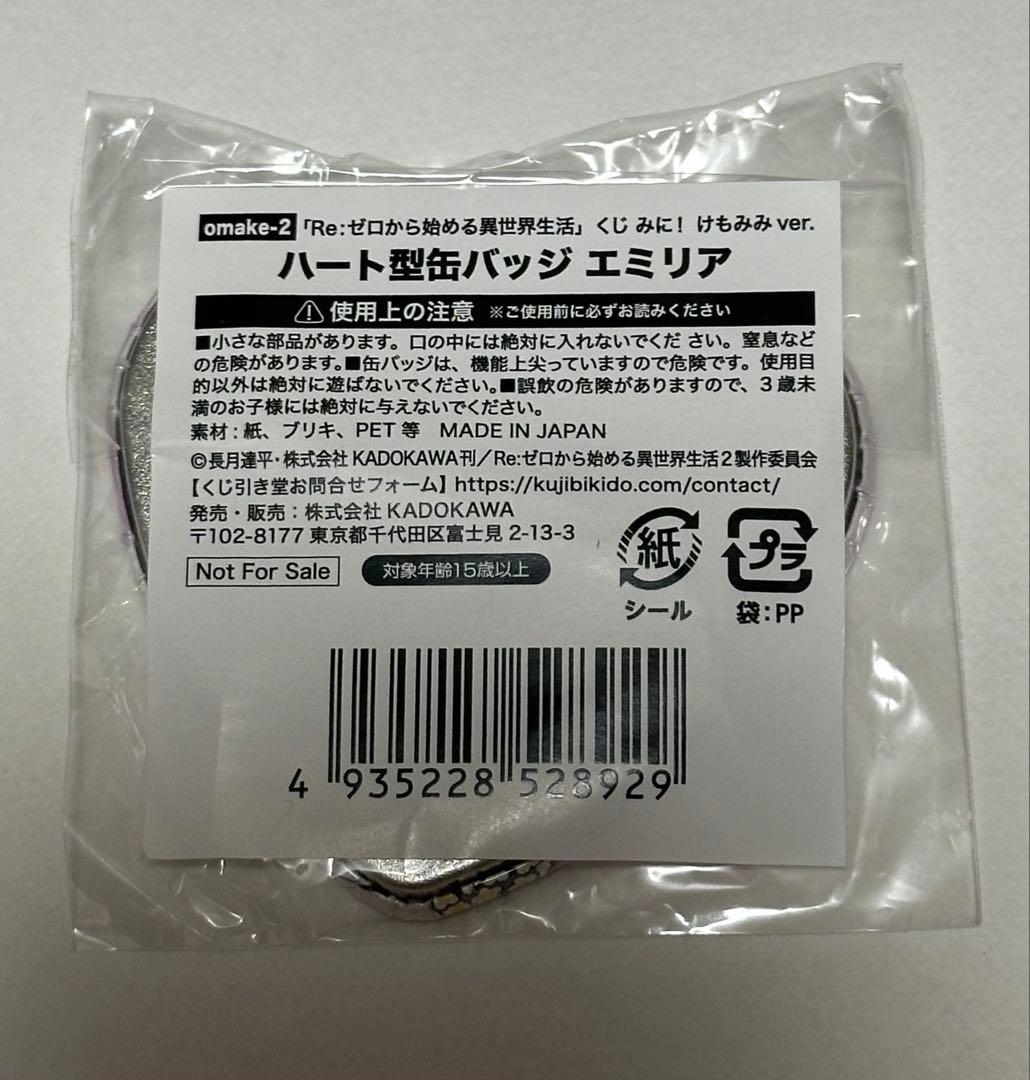 omake-2 「Re:ゼロから始める異世界生活」くじ みに! けもみみ ver.
ハート型缶バッジ エミリア
⚠使用上の注意 ※ご使用前に必ずお読みください
■小さな部品があります。口の中には絶対に入れないでくだ さい。窒息など
の危険があります。■缶バッジは、機能上尖っていますので危険です。使用目
的以外は絶対に遊ばないでください。■誤飲の危険がありますので、3歳未
満のお子様には絶対に与えないでください。
素材:紙、ブリキ、PET 等 MADE IN JAPAN
©長月達平・株式会社 KADOKAWA刊/Re:ゼロから始める異世界生活2製作委員会
【くじ引き堂お問合せフォーム】https://kujibikido.com/contact/
発売・販売:株式会社 KADOKAWA
〒102-8177 東京都千代田区富士見 2-13-3
Not For Sale 対象年齢15歳以上
紙 プラ
シール 袋:PP
4 935228 528929